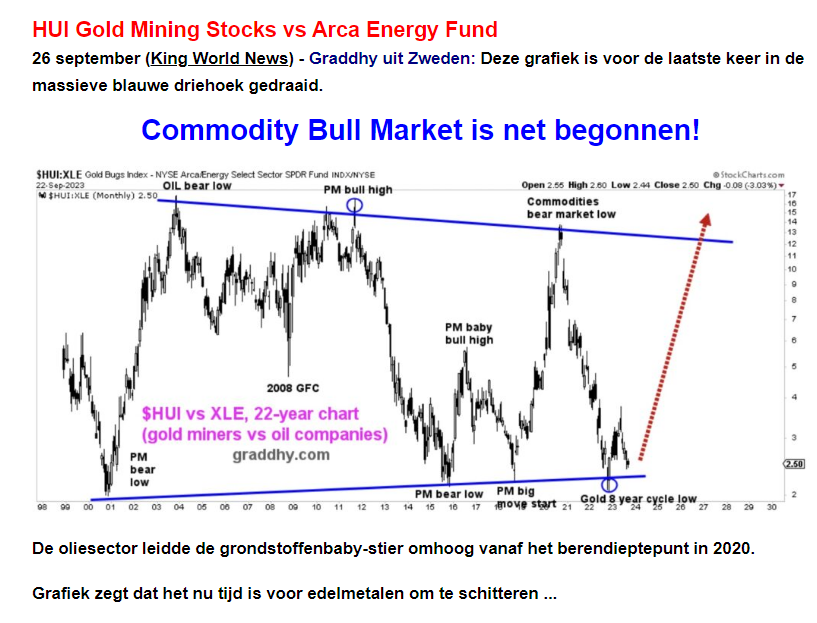 HUI Gold Mining Stocks vs Arca Energy Fund
26 september (King World News) - Graddhy uit Zweden: Deze grafiek is voor de laatste keer in de
massieve blauwe driehoek gedraaid.
Commodity Bull Market is net begonnen!
$HUI:XLE Gold Bugs Index - NYSE Arca/Energy Select Sector SPDR Fund INDX/NYSE
© StockCharts.com
22-Sep-2023
Open 2.55 High 2.60 Low 2.44 Close 2.50 Chg -0.08 (-3.03%)
$HUI:XLE (Monthly) 2.50
OIL bear low
PM bull high
Commodities
bear market low
17
16
15
14
13
12
11
10
9
8
7
6
5
4
3
2.50
2
PM baby
bull high
2008 GFC
$HUI vs XLE, 22-year chart
(gold miners vs oil companies)
graddhy.com
PM
bear
low
PM bear low
PM big
move start
Gold 8 year cycle low
98 99 00 01 02 03 04 05 06 07 08 09 10 11 12 13 14 15 16 17 18 19 20 21 22 23 24 25 26 27 28 29 30
De oliesector leidde de grondstoffenbaby-stier omhoog vanaf het berendieptepunt in 2020.
Grafiek zegt dat het nu tijd is voor edelmetalen om te schitteren ...